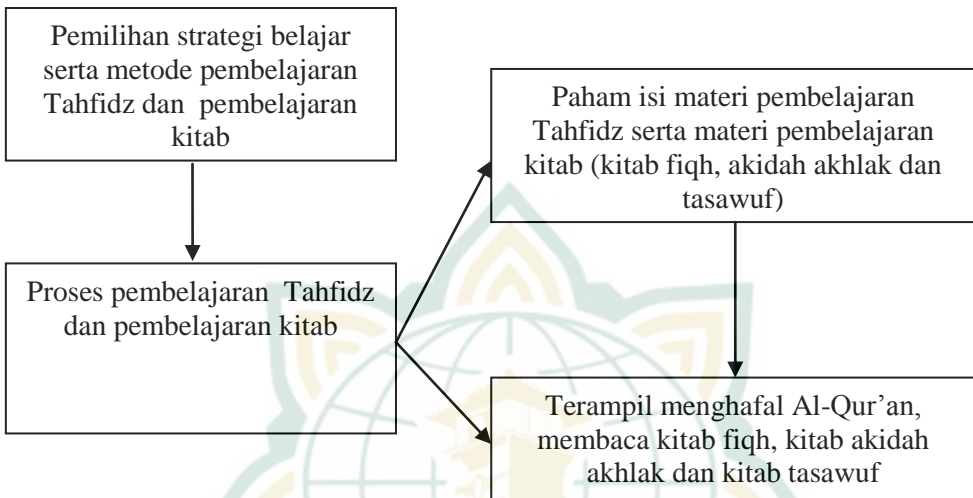 Pemilihan strategi belajar
serta metode pembelajaran
Tahfidz dan pembelajaran
kitab
Proses pembelajaran Tahfidz
dan pembelajaran kitab
Paham isi materi pembelajaran
Tahfidz serta materi pembelajaran
kitab (kitab fiqh, akidah akhlak dan
tasawuf)
Terampil menghafal Al-Qur’an,
membaca kitab fiqh, kitab akidah
akhlak dan kitab tasawuf